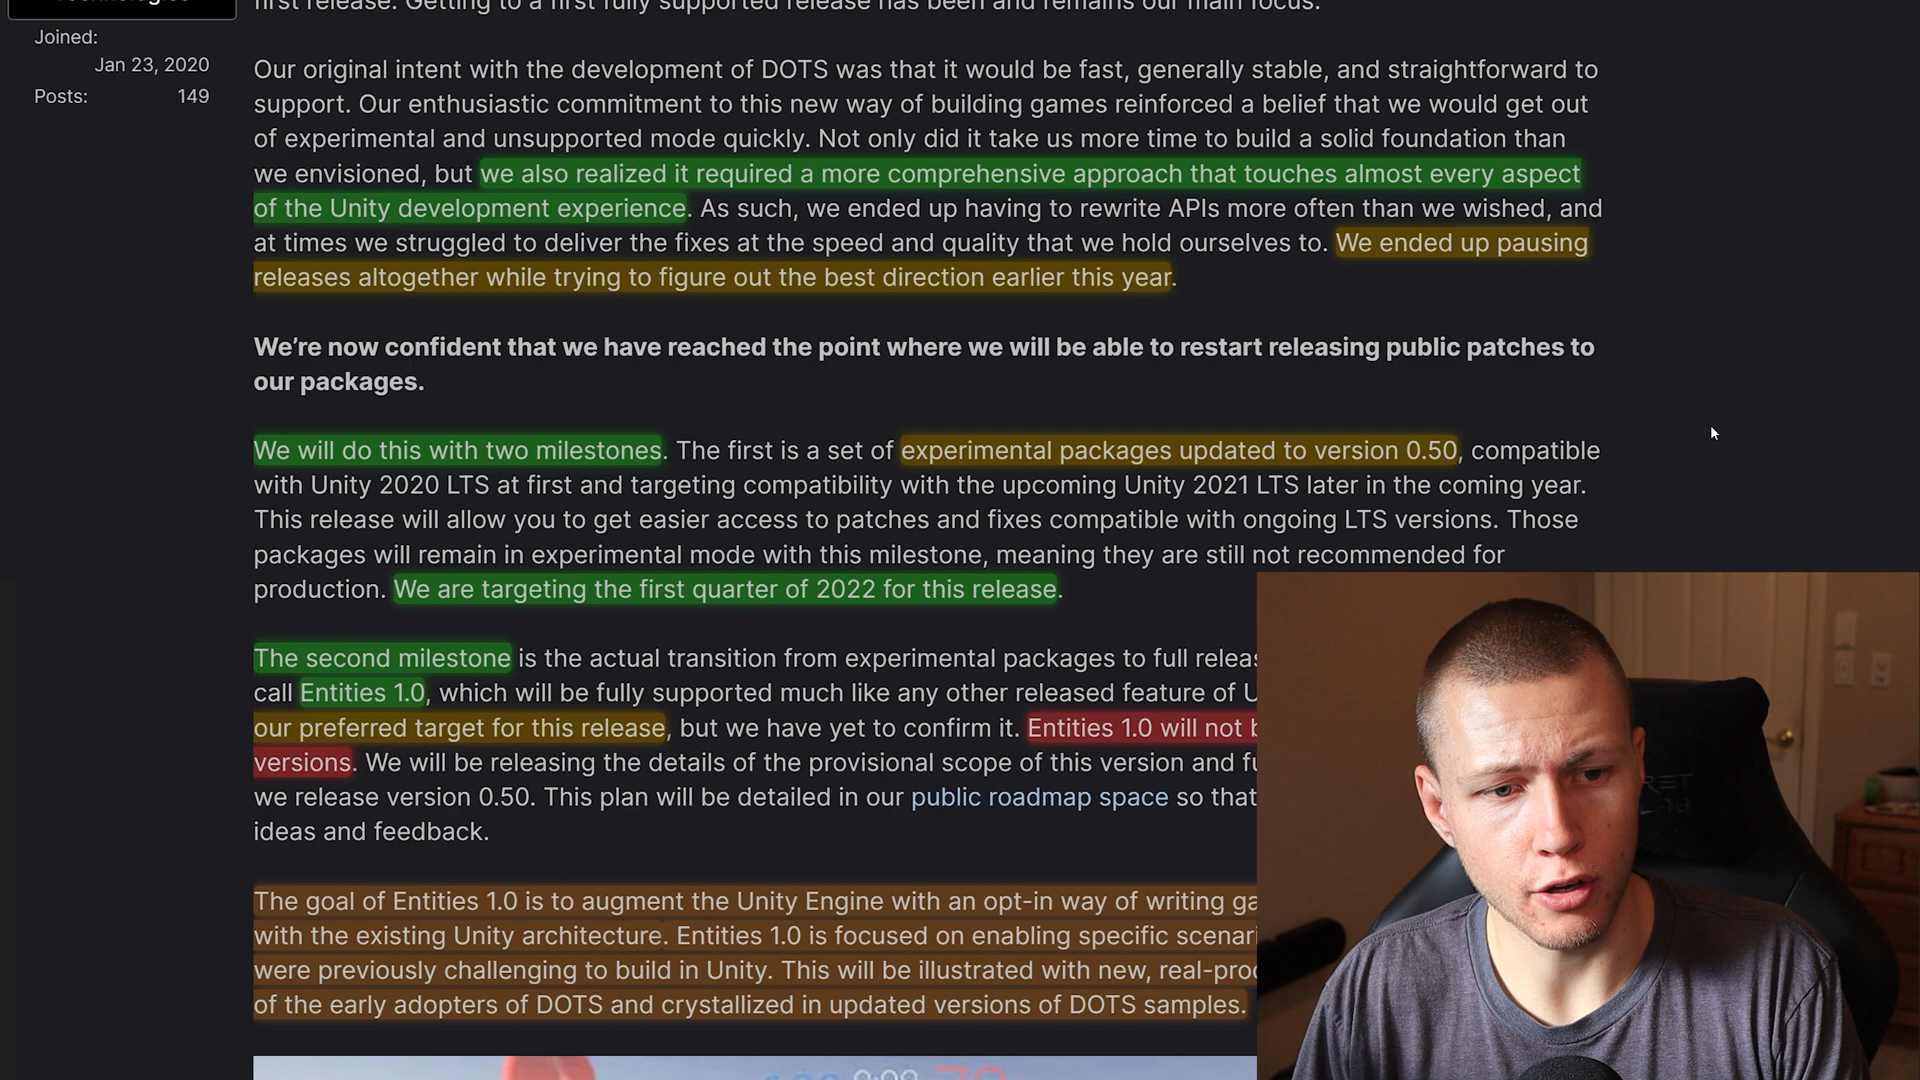 first release. Getting to a first fully supported release has been and remains our main focus.
Joined:
Jan 23, 2020
Posts: 149
Our original intent with the development of DOTS was that it would be fast, generally stable, and straightforward to
support. Our enthusiastic commitment to this new way of building games reinforced a belief that we would get out
of experimental and unsupported mode quickly. Not only did it take us more time to build a solid foundation than
we envisioned, but we also realized it required a more comprehensive approach that touches almost every aspect
of the Unity development experience. As such, we ended up having to rewrite APIs more often than we wished, and
at times we struggled to deliver the fixes at the speed and quality that we hold ourselves to. We ended up pausing
releases altogether while trying to figure out the best direction earlier this year.
We're now confident that we have reached the point where we will be able to restart releasing public patches to
our packages.
We will do this with two milestones. The first is a set of experimental packages updated to version 0.50, compatible
with Unity 2020 LTS at first and targeting compatibility with the upcoming Unity 2021 LTS later in the coming year.
This release will allow you to get easier access to patches and fixes compatible with ongoing LTS versions. Those
packages will remain in experimental mode with this milestone, meaning they are still not recommended for
production. We are targeting the first quarter of 2022 for this release.
The second milestone is the actual transition from experimental packages to full releas
call Entities 1.0, which will be fully supported much like any other released feature of U
our preferred target for this release, but we have yet to confirm it. Entities 1.0 will not b
versions. We will be releasing the details of the provisional scope of this version and fu
we release version 0.50. This plan will be detailed in our public roadmap space so that
ideas and feedback.
The goal of Entities 1.0 is to augment the Unity Engine with an opt-in way of writing ga
with the existing Unity architecture. Entities 1.0 is focused on enabling specific scenari
were previously challenging to build in Unity. This will be illustrated with new, real-proc
of the early adopters of DOTS and crystallized in updated versions of DOTS samples.